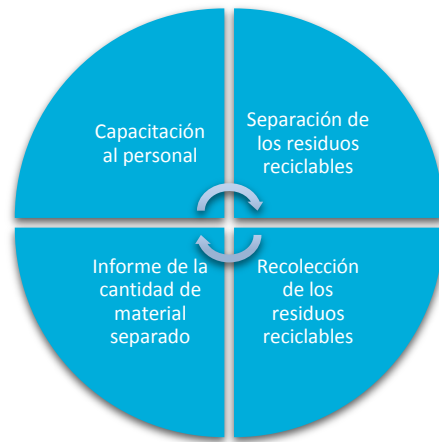 Capacitación
al personal
Separación de
los residuos
reciclables
Informe de la
cantidad de
material
separado
Recolección
de los
residuos
reciclables